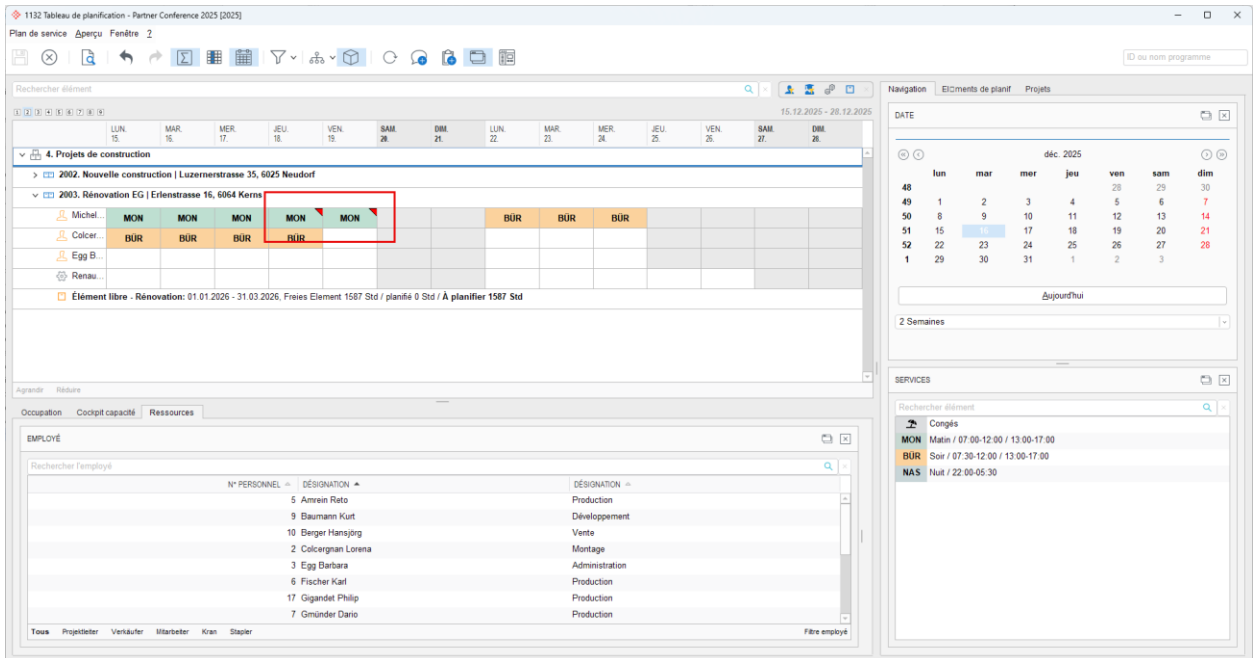 1132 Tableau de planification - Partner Conference 2025 [2025]
Plan de service Aperçu Fenêtre ?
ID ou nom programme
Rechercher élément
1 2 3 4 5 6 7 8 9
15.12.2025 - 28.12.2025
LUN. 15. MAR. 16. MER. 17. JEU. 18. VEN. 19. SAM. 20. DIM. 21. LUN. 22. MAR. 23. MER. 24. JEU. 25. VEN. 26. SAM. 27. DIM. 28.
4. Projets de construction
2002. Nouvelle construction | Luzernerstrasse 35, 6025 Neudorf
2003. Rénovation EG | Erlenstrasse 16, 6064 Kerns
Michel... MON MON MON MON MON BÜR BÜR BÜR
Colcer... BÜR BÜR BÜR BÜR
Egg B...
Renau...
Élément libre - Rénovation: 01.01.2026 - 31.03.2026, Freies Element 1587 Std / planifié 0 Std / À planifier 1587 Std
Agrandir Réduire
Occupation Cockpit capacité Ressources
EMPLOYÉ
Rechercher l'employé
N° PERSONNEL DÉSIGNATION DÉSIGNATION
5 Amrein Reto Production
9 Baumann Kurt Développement
10 Berger Hansjörg Vente
2 Colcergnan Lorena Montage
3 Egg Barbara Administration
6 Fischer Karl Production
17 Gigandet Philip Production
7 Gmünder Dario Production
Tous Projektleiter Verkäufer Mitarbeiter Kran Stapler Filtre employé
Navigation Eléments de planif Projets
DATE
déc. 2025
lun mar mer jeu ven sam dim
48 28 29 30
49 1 2 3 4 5 6 7
50 8 9 10 11 12 13 14
51 15 16 17 18 19 20 21
52 22 23 24 25 26 27 28
1 29 30 31 1 2 3
Aujourd'hui
2 Semaines
SERVICES
Rechercher élément
Congés
MON Matin / 07:00-12:00 / 13:00-17:00
BÜR Soir / 07:30-12:00 / 13:00-17:00
NAS Nuit / 22:00-05:30